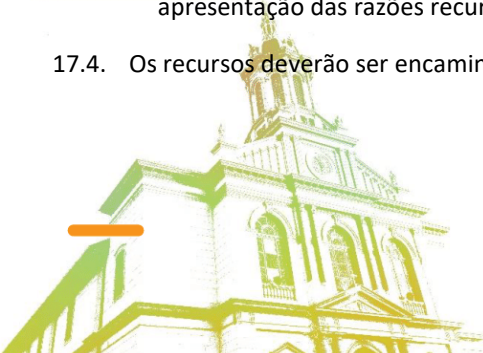 apresentação das razões recur
17.4. Os recursos deverão ser encamin